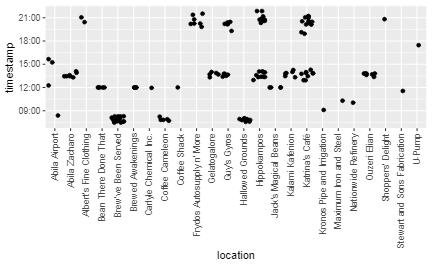 timestamp
21:00
18:00
15:00
12:00
09:00
Abila Airport
Abila Zacharo
Albert's Fine Clothing
Bean There Done That
Brew've Been Served
Brewed Awakenings
Carlyle Chemical Inc.
Coffee Cameleon
Coffee Shack
Frydos Autosupply n' More
Gelatogalore
Guy's Gyros
Hallowed Grounds
Hippokampos
Jack's Magical Beans
Kalami Kafenion
Katerina's Café
Kronos Pipe and Irrigation
Maximum Iron and Steel
Nationwide Refinery
Ouzeri Elian
Shoppers' Delight
Stewart and Sons Fabrication
U-Pump
location